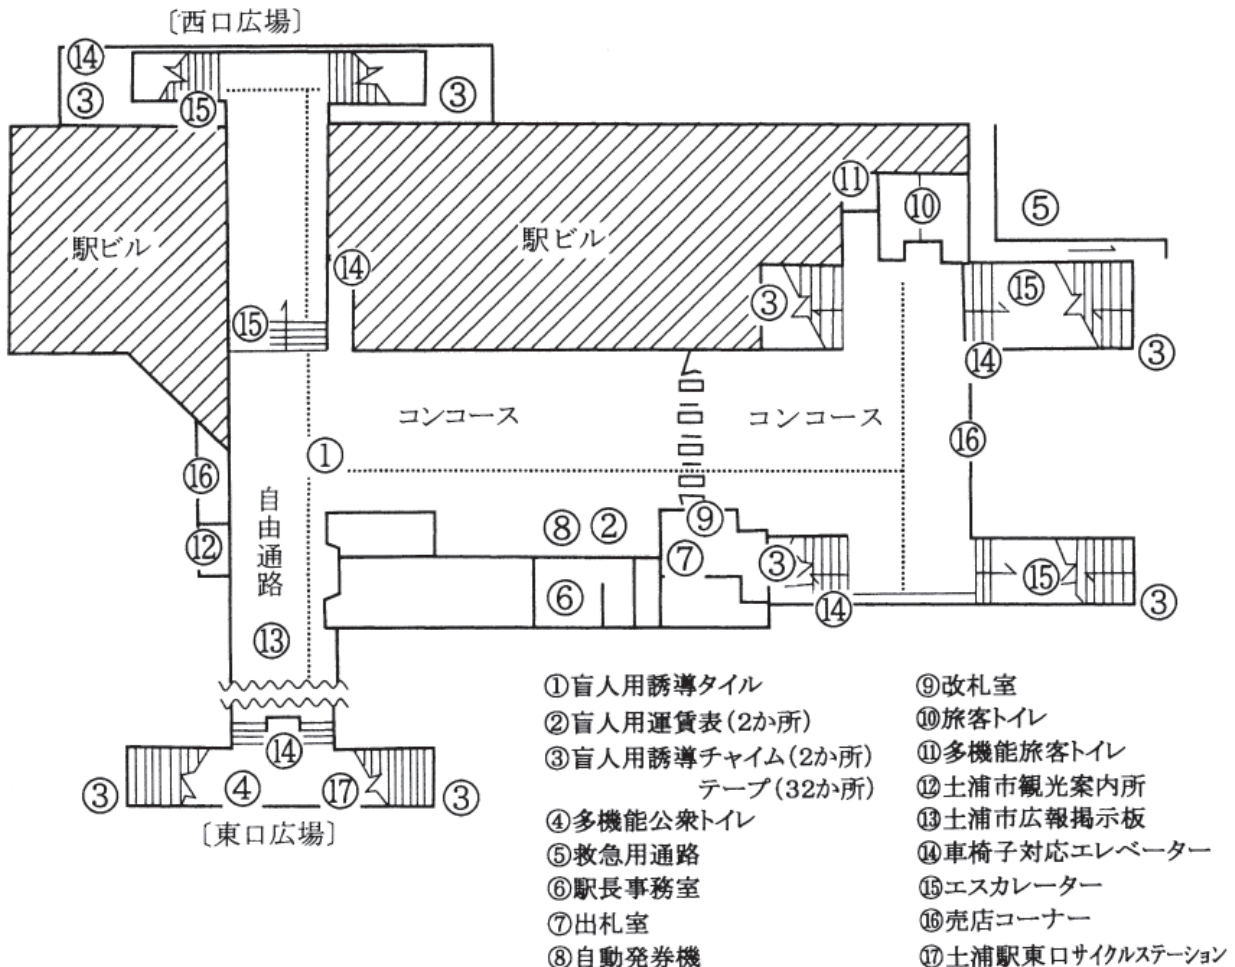 〔西口広場〕
⑭
③
⑮
③
⑪
⑩
⑤
駅ビル
駅ビル
⑭
⑮
③
⑮
⑭
③
コンコース
コンコース
①
⑯
⑯
自由通路
⑫
⑧
②
⑨
⑦
③
⑮
⑥
⑭
③
⑬
⑭
③
④
⑰
③
〔東口広場〕
①盲人用誘導タイル
②盲人用運賃表(2か所)
③盲人用誘導チャイム(2か所)
テープ(32か所)
④多機能公衆トイレ
⑤救急用通路
⑥駅長事務室
⑦出札室
⑧自動発券機
⑨改札室
⑩旅客トイレ
⑪多機能旅客トイレ
⑫土浦市観光案内所
⑬土浦市広報掲示板
⑭車椅子対応エレベーター
⑮エスカレーター
⑯売店コーナー
⑰土浦駅東口サイクルステーション